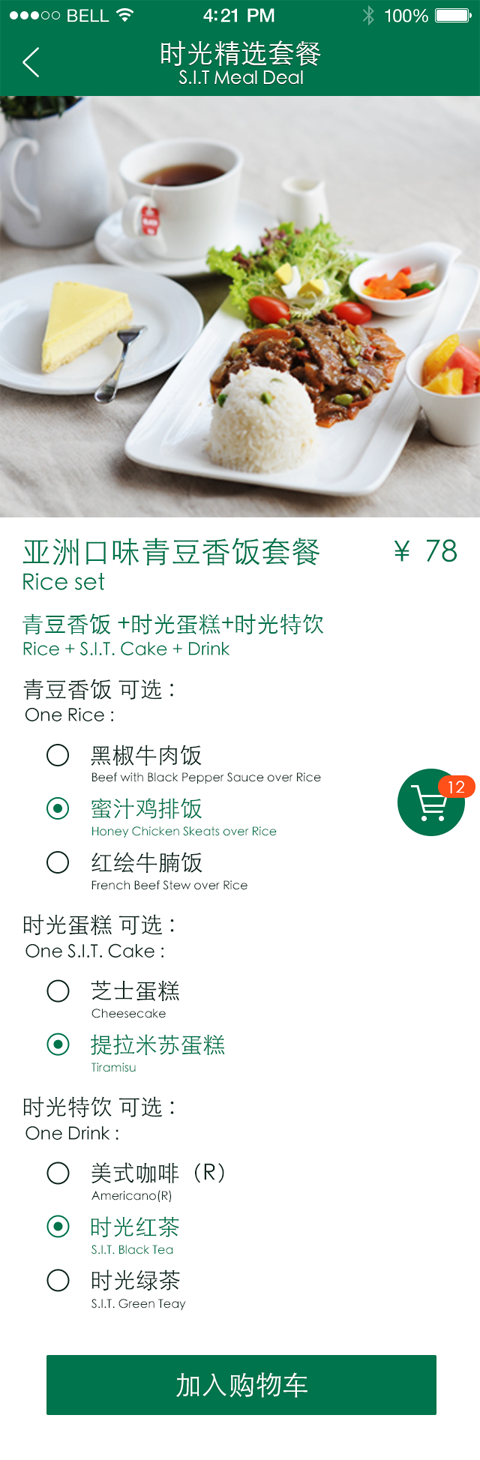 BELL 4:21 PM 100%
时光精选套餐
S.I.T Meal Deal
亚洲口味青豆香饭套餐 ¥ 78
Rice set
青豆香饭 +时光蛋糕+时光特饮
Rice + S.I.T. Cake + Drink
青豆香饭 可选：
One Rice :
黑椒牛肉饭
Beef with Black Pepper Sauce over Rice
12
蜜汁鸡排饭
Honey Chicken Skeats over Rice
红绘牛腩饭
French Beef Stew over Rice
时光蛋糕 可选：
One S.I.T. Cake :
芝士蛋糕
Cheesecake
提拉米苏蛋糕
Tiramisu
时光特饮 可选：
One Drink :
美式咖啡（R）
Americano(R)
时光红茶
S.I.T. Black Tea
时光绿茶
S.I.T. Green Teay
加入购物车